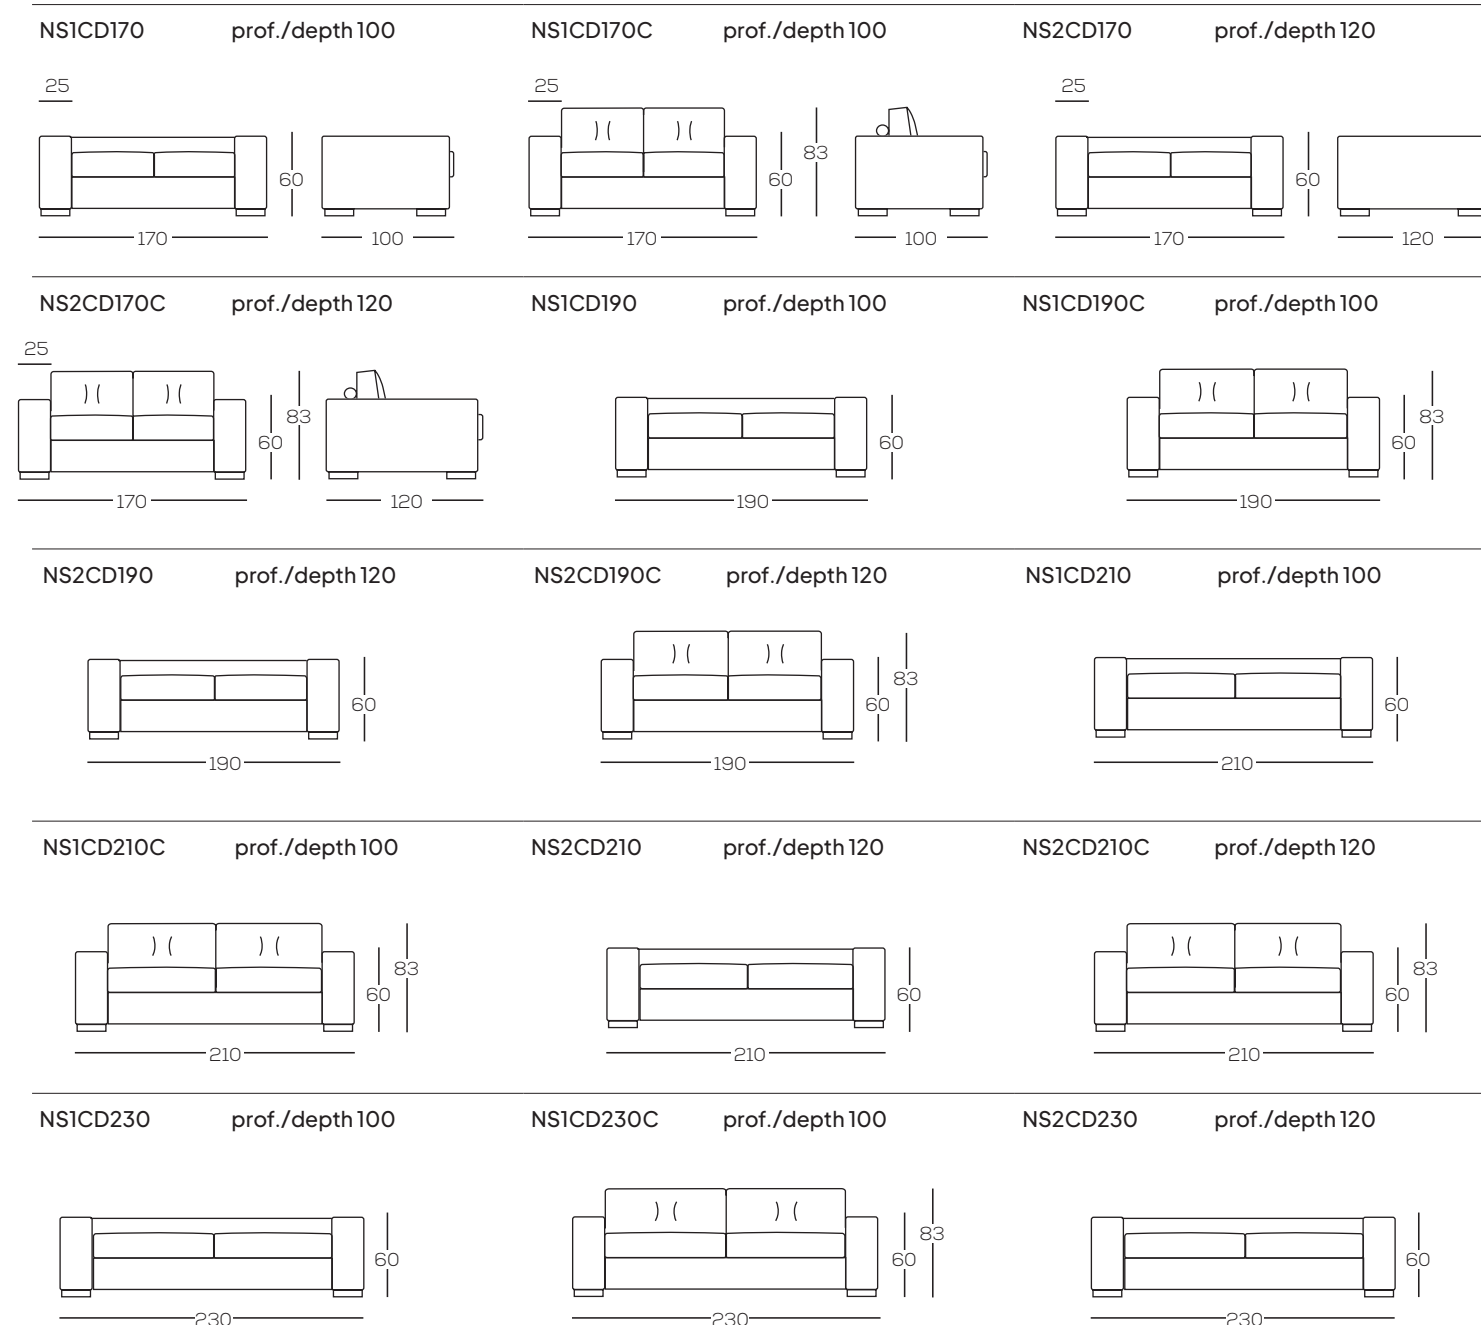 NS1CD170 prof./depth 100 NS1CD170C prof./depth 100 NS2CD170 prof./depth 120
25 25 25
60 60 83 60
170 100 170 100 170 120
NS2CD170C prof./depth 120 NS1CD190 prof./depth 100 NS1CD190C prof./depth 100
25
60 83 60 60 83
170 120 190 190
NS2CD190 prof./depth 120 NS2CD190C prof./depth 120 NS1CD210 prof./depth 100
60 60 83 60
190 190 210
NS1CD210C prof./depth 100 NS2CD210 prof./depth 120 NS2CD210C prof./depth 120
60 83 60 60 83
210 210 210
NS1CD230 prof./depth 100 NS1CD230C prof./depth 100 NS2CD230 prof./depth 120
60 60 83 60
230 230 230